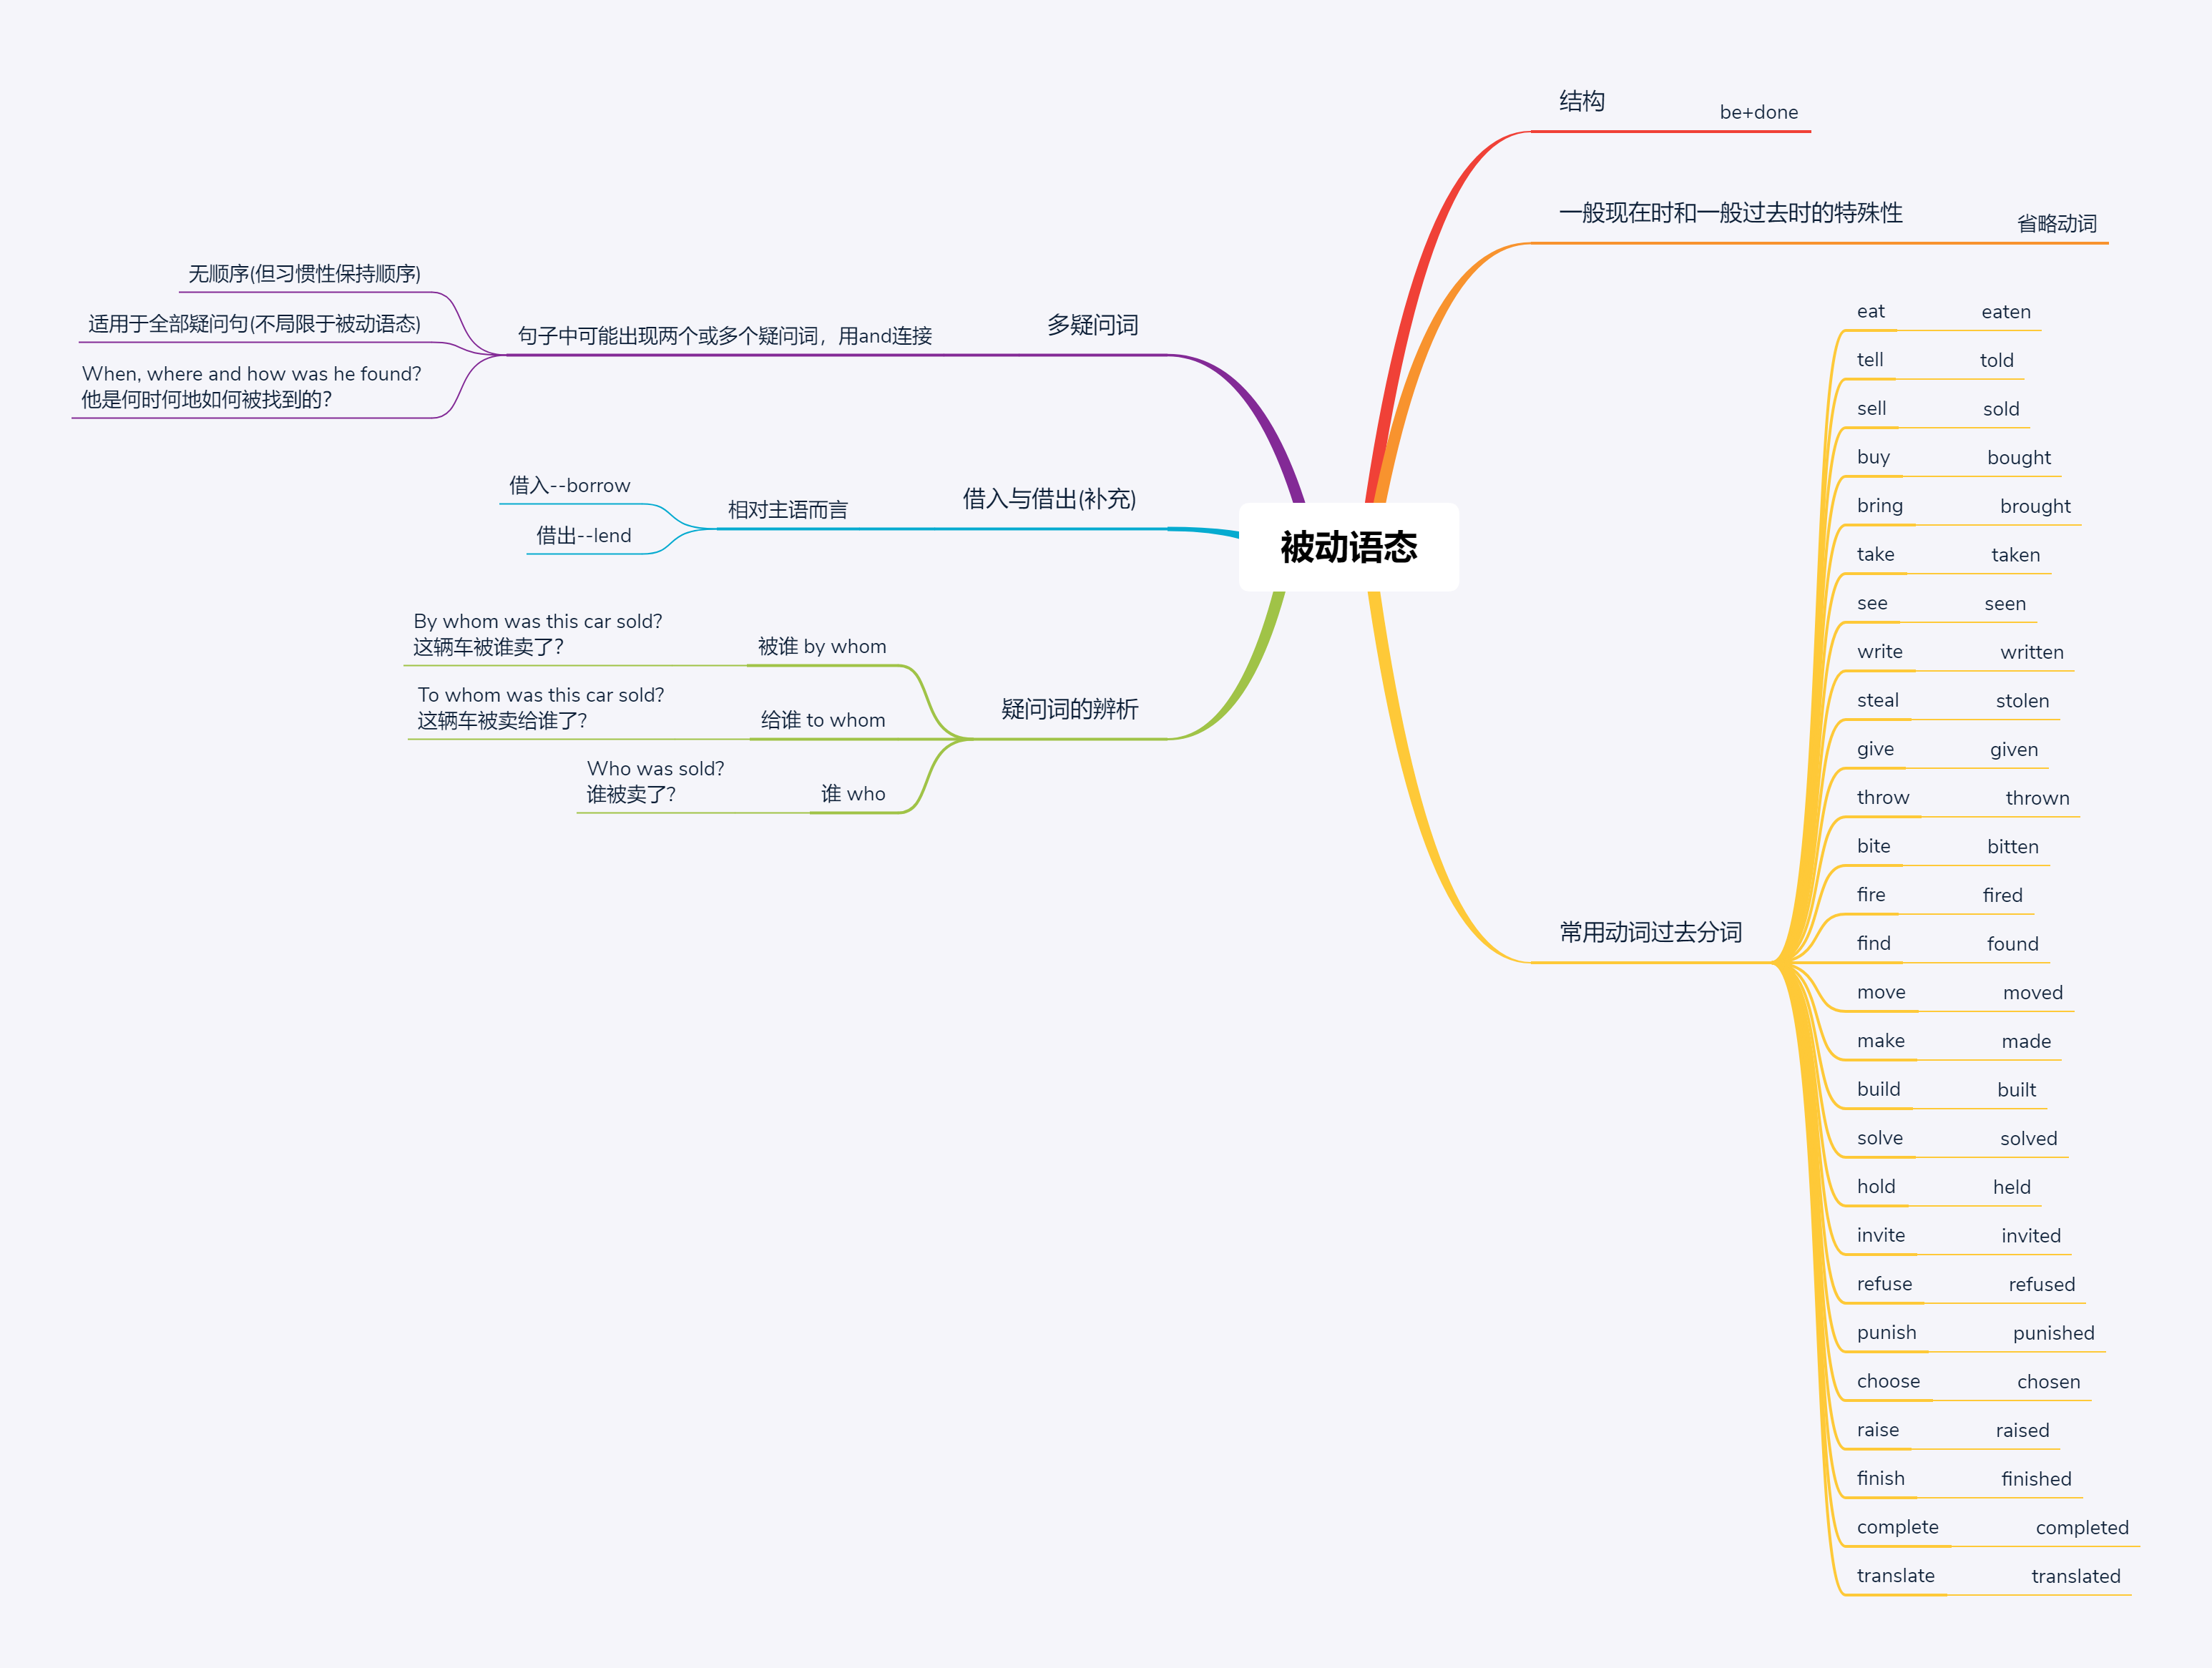 被动语态
结构
be+done
一般现在时和一般过去时的特殊性
省略动词
常用动词过去分词
eat
eaten
tell
told
sell
sold
buy
bought
bring
brought
take
taken
see
seen
write
written
steal
stolen
give
given
throw
thrown
bite
bitten
fire
fired
find
found
move
moved
make
made
build
built
solve
solved
hold
held
invite
invited
refuse
refused
punish
punished
choose
chosen
raise
raised
finish
finished
complete
completed
translate
translated
多疑问词
句子中可能出现两个或多个疑问词，用and连接
无顺序(但习惯性保持顺序)
适用于全部疑问句(不局限于被动语态)
When, where and how was he found?
他是何时何地如何被找到的?
借入与借出(补充)
相对主语而言
借入--borrow
借出--lend
疑问词的辨析
被谁 by whom
By whom was this car sold?
这辆车被谁卖了?
给谁 to whom
To whom was this car sold?
这辆车被卖给谁了?
谁 who
Who was sold?
谁被卖了?